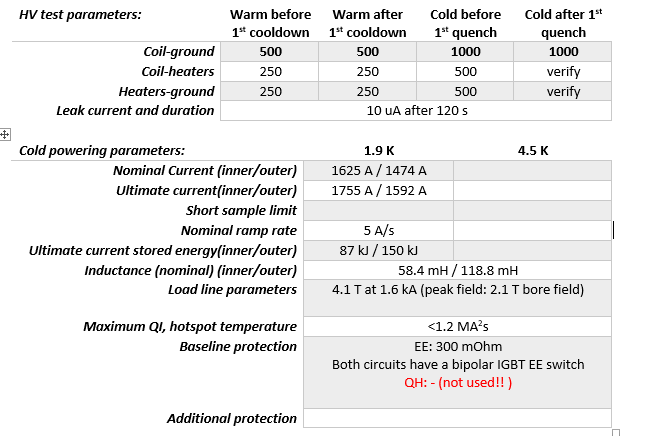 HV test parameters: Warm before Warm after Cold before Cold after 1st
1st cooldown 1st cooldown 1st quench quench
Coil-ground 500 500 1000 1000
Coil-heaters 250 250 500 verify
Heaters-ground 250 250 500 verify
Leak current and duration 10 uA after 120 s
Cold powering parameters: 1.9 K 4.5 K
Nominal Current (inner/outer) 1625 A / 1474 A
Ultimate current(inner/outer) 1755 A / 1592 A
Short sample limit
Nominal ramp rate 5 A/s
Ultimate current stored energy(inner/outer) 87 kJ / 150 kJ
Inductance (nominal) (inner/outer) 58.4 mH / 118.8 mH
Load line parameters 4.1 T at 1.6 kA (peak field: 2.1 T bore field)
Maximum QI, hotspot temperature <1.2 MA²s
Baseline protection EE: 300 mOhm
Both circuits have a bipolar IGBT EE switch
QH: - (not used!! )
Additional protection